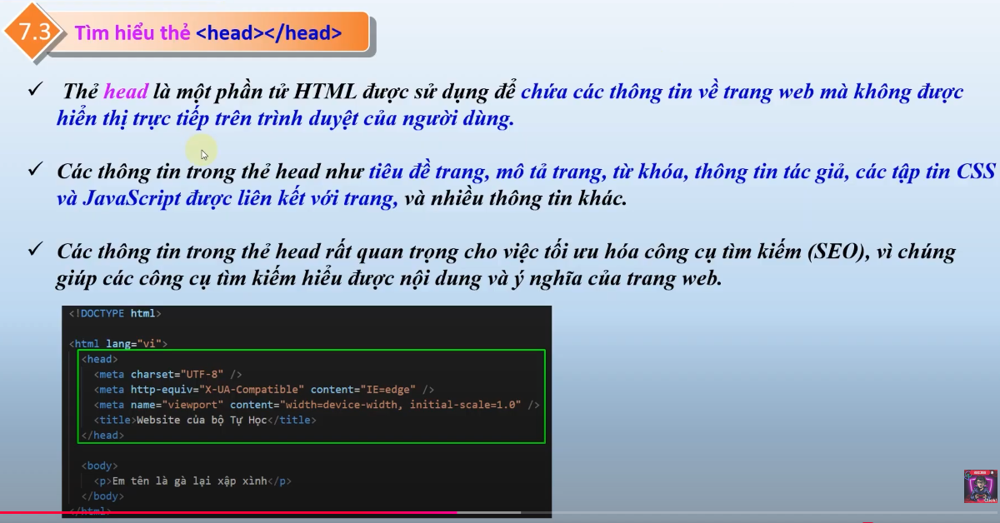 7.3 Tìm hiểu thẻ <head></head>
Thẻ head là một phần tử HTML được sử dụng để chứa các thông tin về trang web mà không được
hiển thị trực tiếp trên trình duyệt của người dùng.
Các thông tin trong thẻ head như tiêu đề trang, mô tả trang, từ khóa, thông tin tác giả, các tập tin CSS
và JavaScript được liên kết với trang, và nhiều thông tin khác.
Các thông tin trong thẻ head rất quan trọng cho việc tối ưu hóa công cụ tìm kiếm (SEO), vì chúng
giúp các công cụ tìm kiếm hiểu được nội dung và ý nghĩa của trang web.
<!DOCTYPE html>
<html lang="vi">
<head>
<meta charset="UTF-8" />
<meta http-equiv="X-UA-Compatible" content="IE=edge" />
<meta name="viewport" content="width=device-width, initial-scale=1.0" />
<title>Website của bộ Tự Học</title>
</head>
<body>
<p>Em tên là gà lại xập xình</p>
</body>
</html>